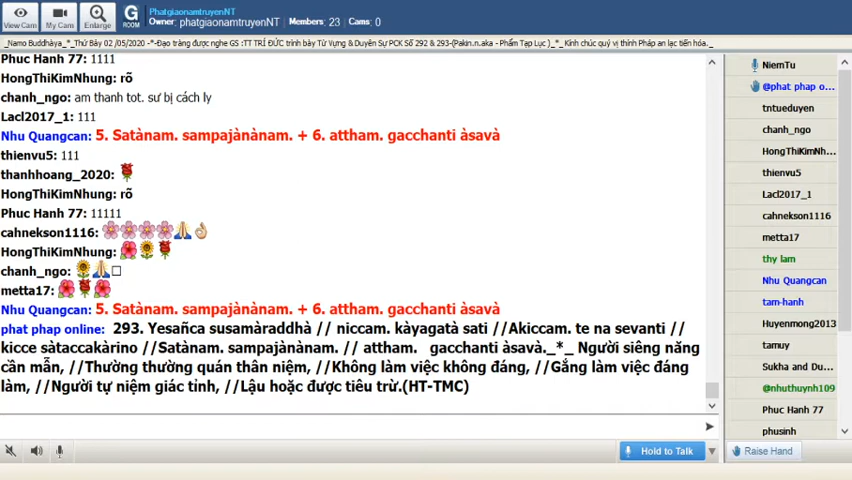 View Cam
My Cam
Enlarge
G
ROOM
PhatgiaonamtruyenNT
Owner: phatgiaonamtruyenNT Members: 23 Cams: 0
_Namo Buddhàya_*_Thứ Bảy 02 /05/2020 -*-Đạo tràng được nghe GS :TT TRÍ ĐỨC trình bày Từ Vựng & Duyên Sự PCK Số 292 & 293-(Pakin.n.aka - Phẩm Tạp Lục )_*_ Kính chúc quý vị thính Pháp an lạc tiến hóa._
Phuc Hanh 77: 1111
HongThiKimNhung: rõ
chanh_ngo: am thanh tot. sư bị cách ly
Lacl2017_1: 111
Nhu Quangcan: 5. Satànam. sampajànànam. + 6. attham. gacchanti àsavà
thienvu5: 111
thanhhoang_2020:
HongThiKimNhung: rõ
Phuc Hanh 77: 11111
cahnekson1116:
HongThiKimNhung:
chanh_ngo:
metta17:
Nhu Quangcan: 5. Satànam. sampajànànam. + 6. attham. gacchanti àsavà
phat phap online: 293. Yesañca susamàraddhà // niccam. kàyagatà sati //Akiccam. te na sevanti //
kicce sàtaccakàrino //Satànam. sampajànànam. // attham. gacchanti àsavà._*_ Người siêng năng
cần mẫn, //Thường thường quán thân niệm, //Không làm việc không đáng, //Gắng làm việc đáng
làm, //Người tự niệm giác tỉnh, //Lậu hoặc được tiêu trừ.(HT-TMC)
NiemTu
@phat phap o...
tntueduyen
chanh_ngo
HongThiKimNh...
thienvu5
Lacl2017_1
cahnekson1116
metta17
thy lam
Nhu Quangcan
tam-hanh
Huyenmong2013
tamuy
Sukha and Du...
@nhuthuynh109
Phuc Hanh 77
phusinh
Hold to Talk
Raise Hand